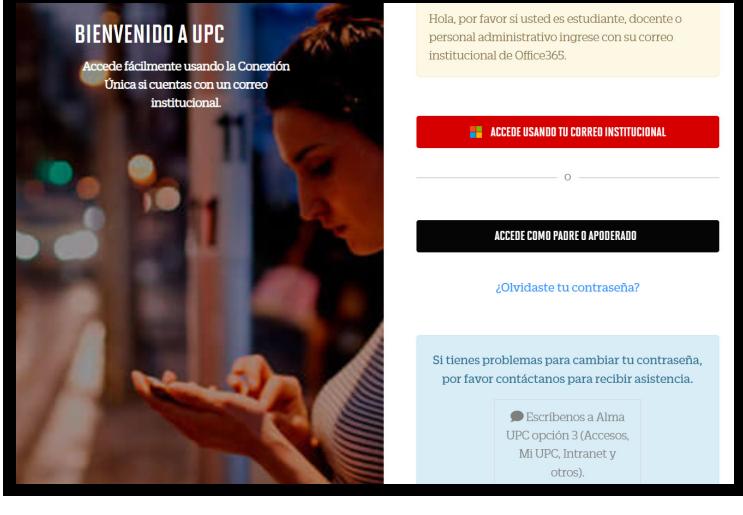 BIENVENIDO A UPC
Accede fácilmente usando la Conexión
Única si cuentas con un correo
institucional.
Hola, por favor si usted es estudiante, docente o
personal administrativo ingrese con su correo
institucional de Office365.
ACCEDE USANDO TU CORREO INSTITUCIONAL
O
ACCEDE COMO PADRE O APODERADO
¿Olvidaste tu contraseña?
Si tienes problemas para cambiar tu contraseña,
por favor contáctanos para recibir asistencia.
Escríbenos a Alma
UPC opción 3 (Accesos,
Mi UPC, Intranet y
otros).